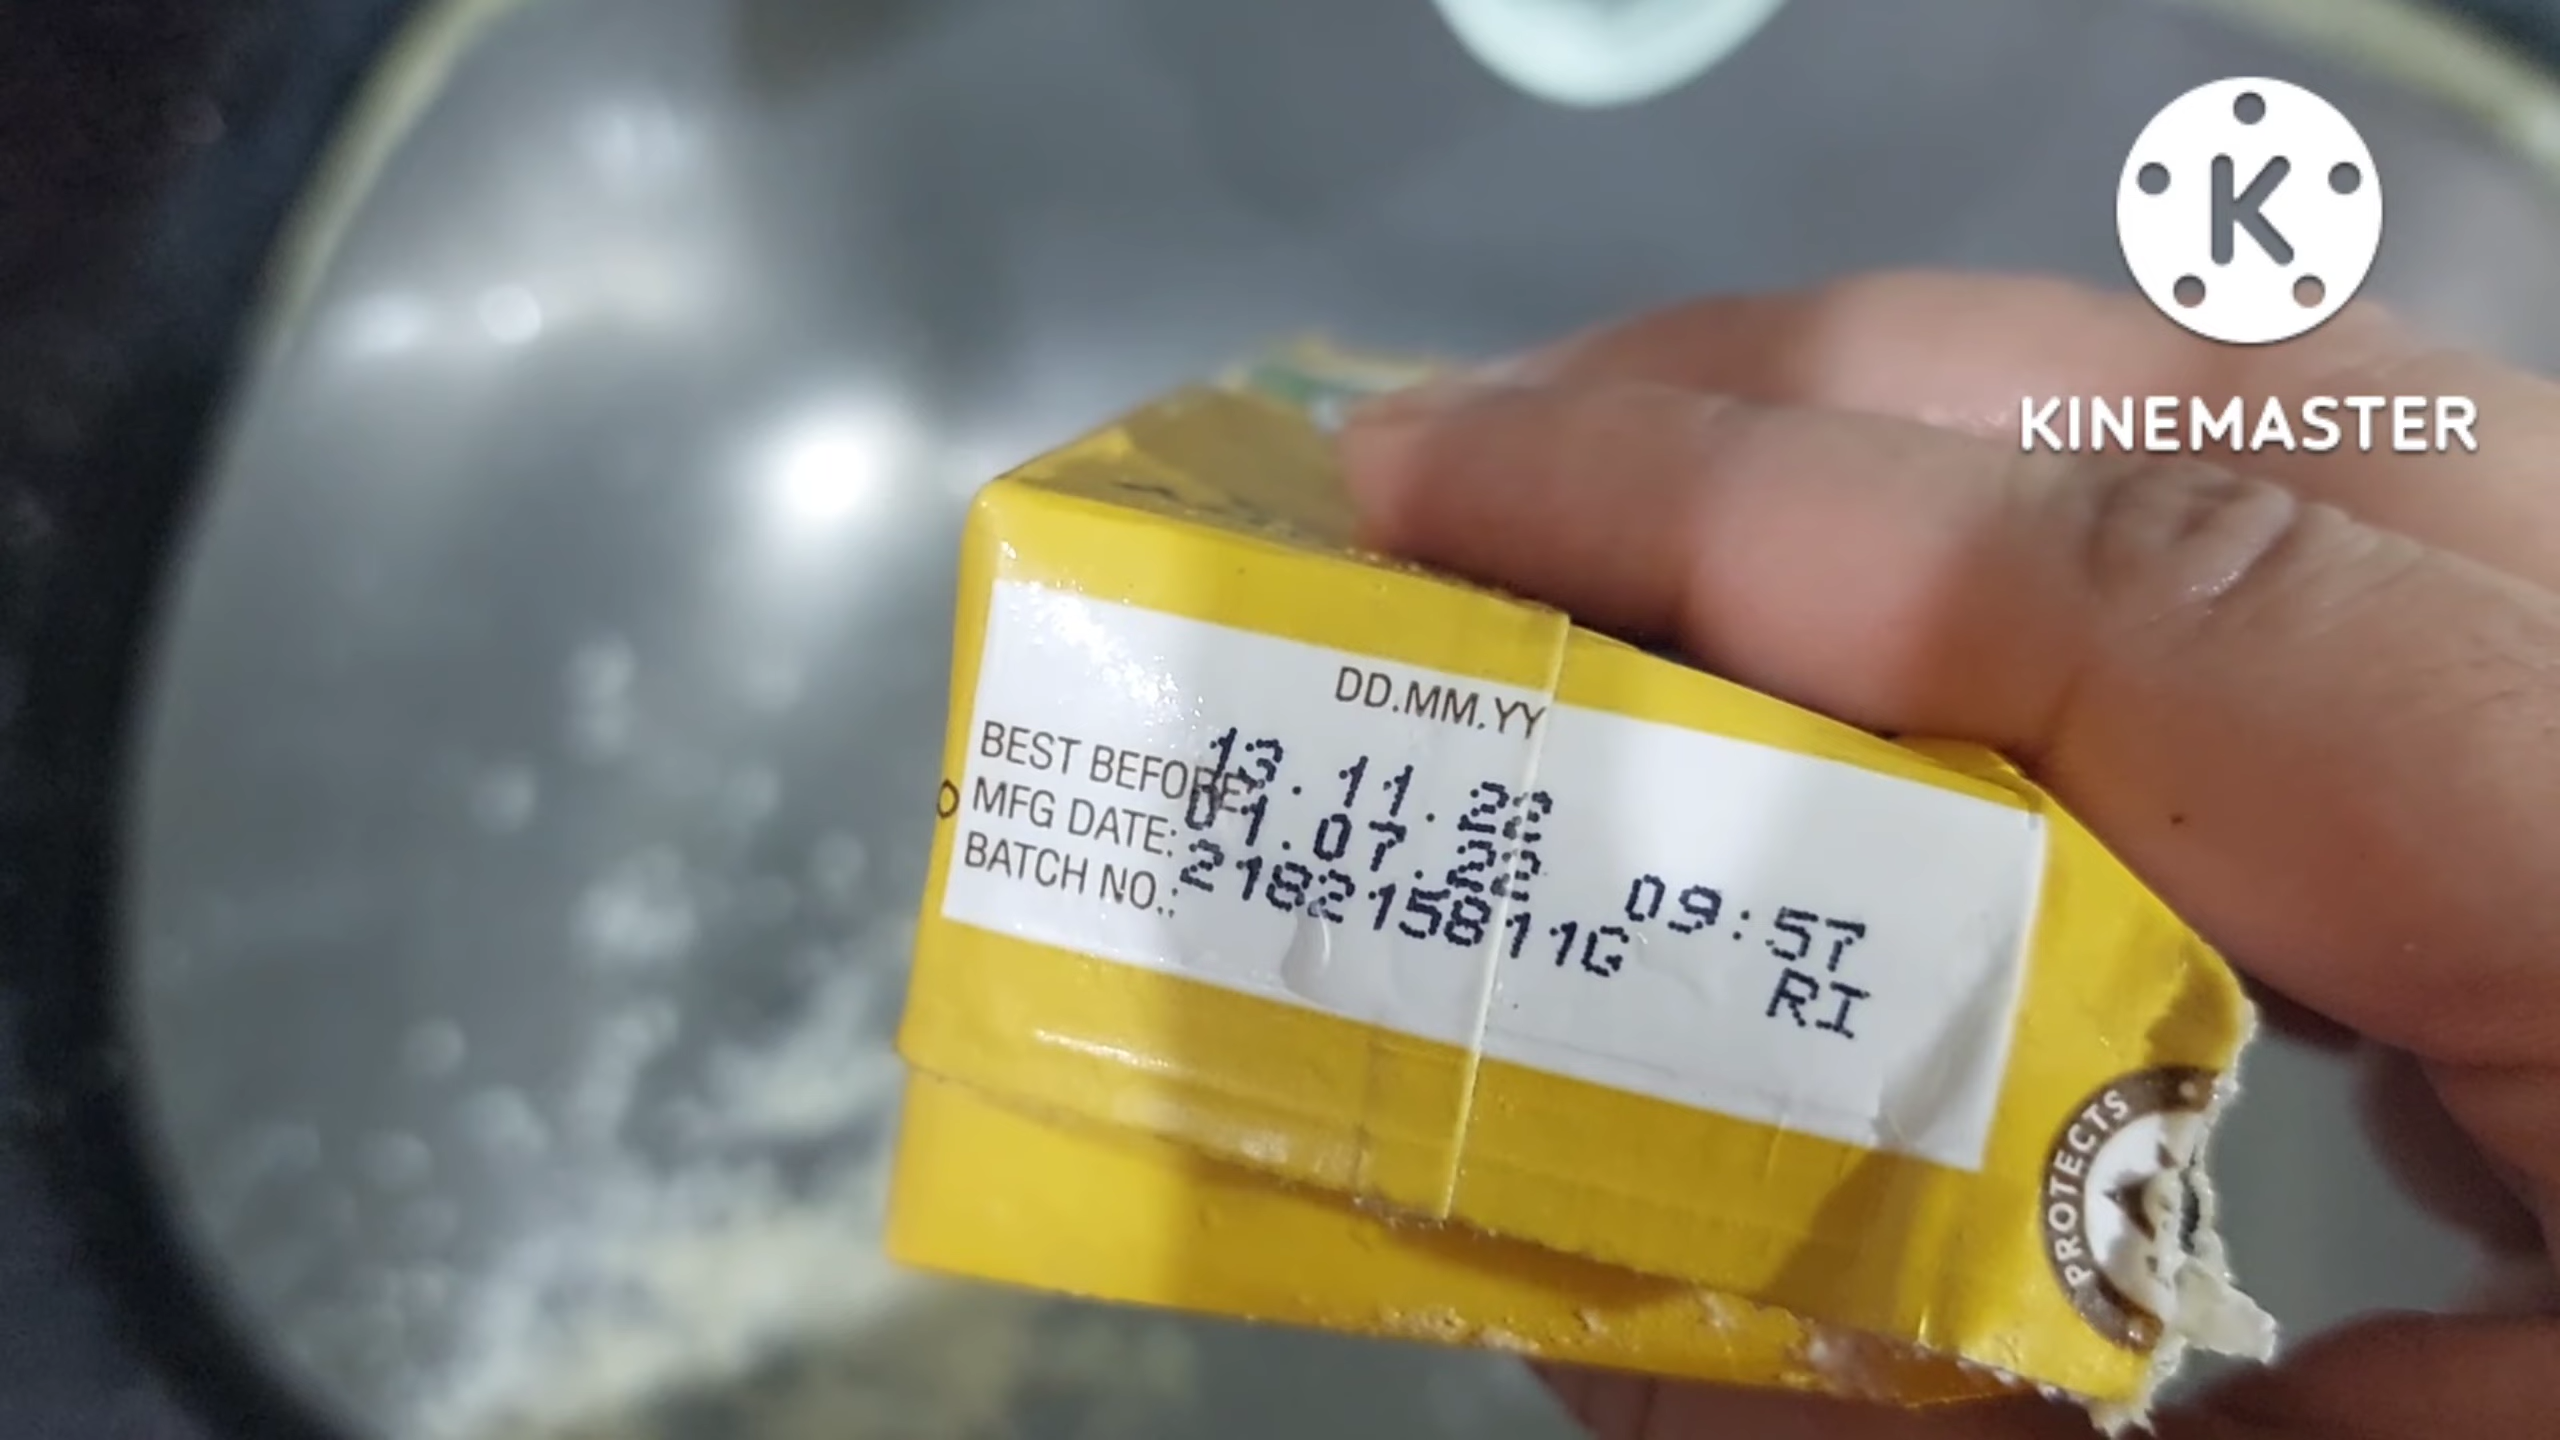 K
KINEMASTER
DD.MM.YY
BEST BEFORE 13.11.22
MFG DATE: 01.07.22 09:57
BATCH NO.: 218215811G RI
PROTECTS